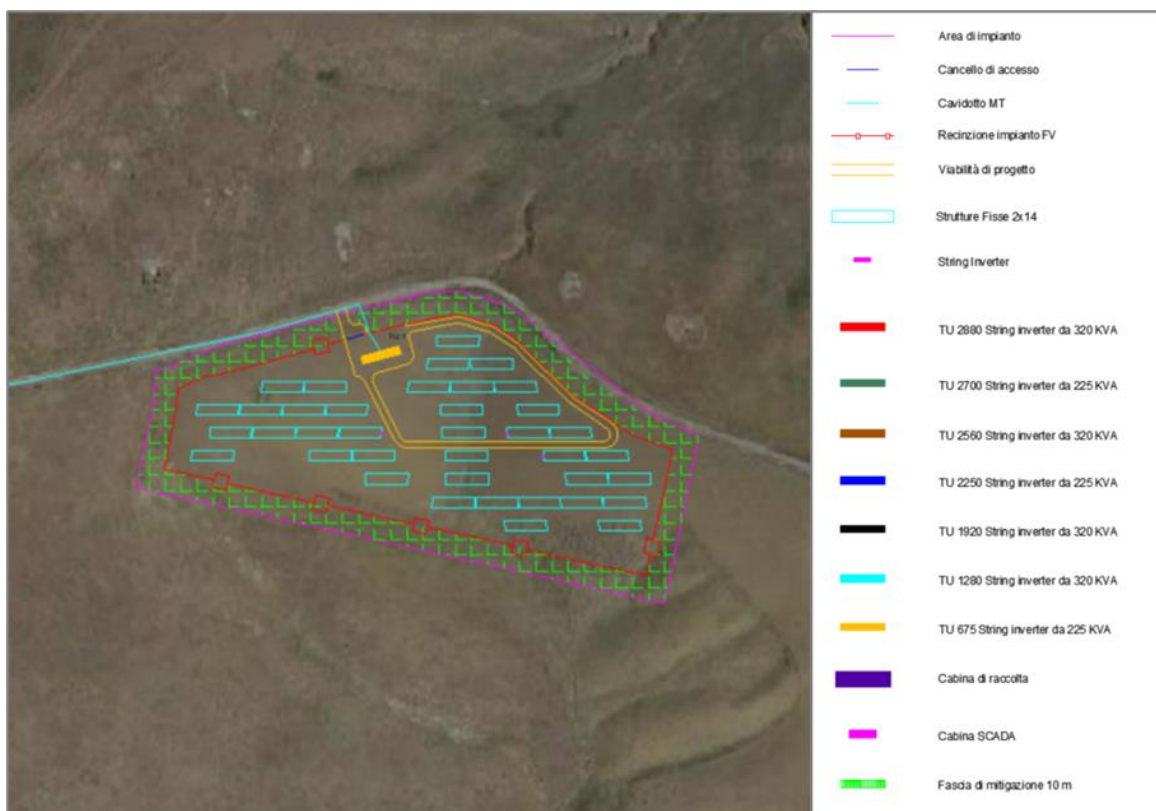 Area di impianto
Cancello di accesso
Cavidotto MT
Recinzione impianto FV
Viabilità di progetto
Strutture Fisse 2x14
String Inverter
TU 2880 String inverter da 320 KVA
TU 2700 String inverter da 225 KVA
TU 2560 String inverter da 320 KVA
TU 2250 String inverter da 225 KVA
TU 1920 String inverter da 320 KVA
TU 1280 String inverter da 320 KVA
TU 675 String inverter da 225 KVA
Cabina di raccolta
Cabina SCADA
Fascia di mitigazione 10 m